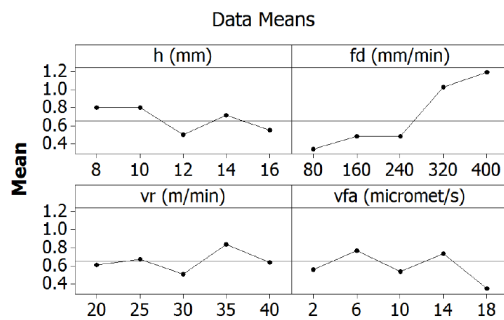 Data Means
h (mm) fd (mm/min)
1.2
1.0
0.8
0.6
0.4
8 10 12 14 16 80 160 240 320 400
Mean
vr (m/min) vfa (micromet/s)
1.2
1.0
0.8
0.6
0.4
20 25 30 35 40 2 6 10 14 18